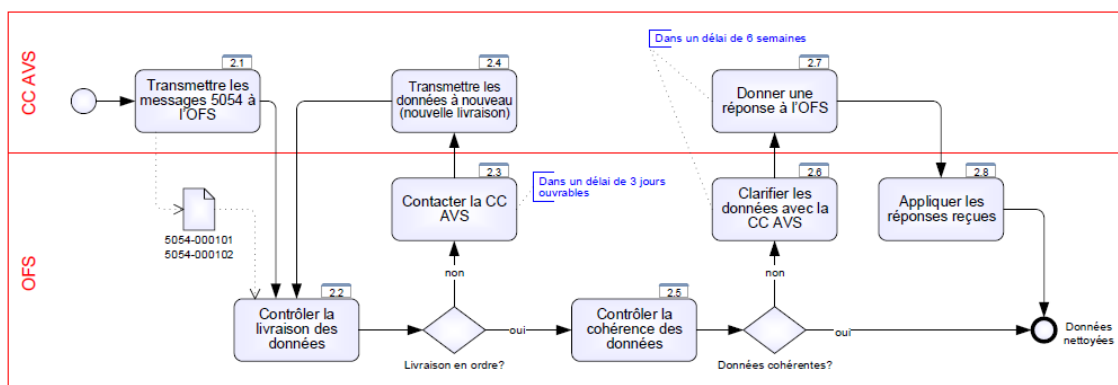 CC AVS
2.1
Transmettre les
messages 5054 à
l'OFS
2.4
Transmettre les
données à nouveau
(nouvelle livraison)
Dans un délai de 6 semaines
2.7
Donner une
réponse à l'OFS
OFS
5054-000101
5054-000102
2.3
Contacter la CC
AVS
Dans un délai de 3 jours
ouvrables
2.6
Clarifier les
données avec la
CC AVS
2.8
Appliquer les
réponses reçues
non
non
2.2
Contrôler la
livraison des
données
Livraison en ordre?
oui
2.5
Contrôler la
cohérence des
données
Données cohérentes?
oui
Données
nettoyées